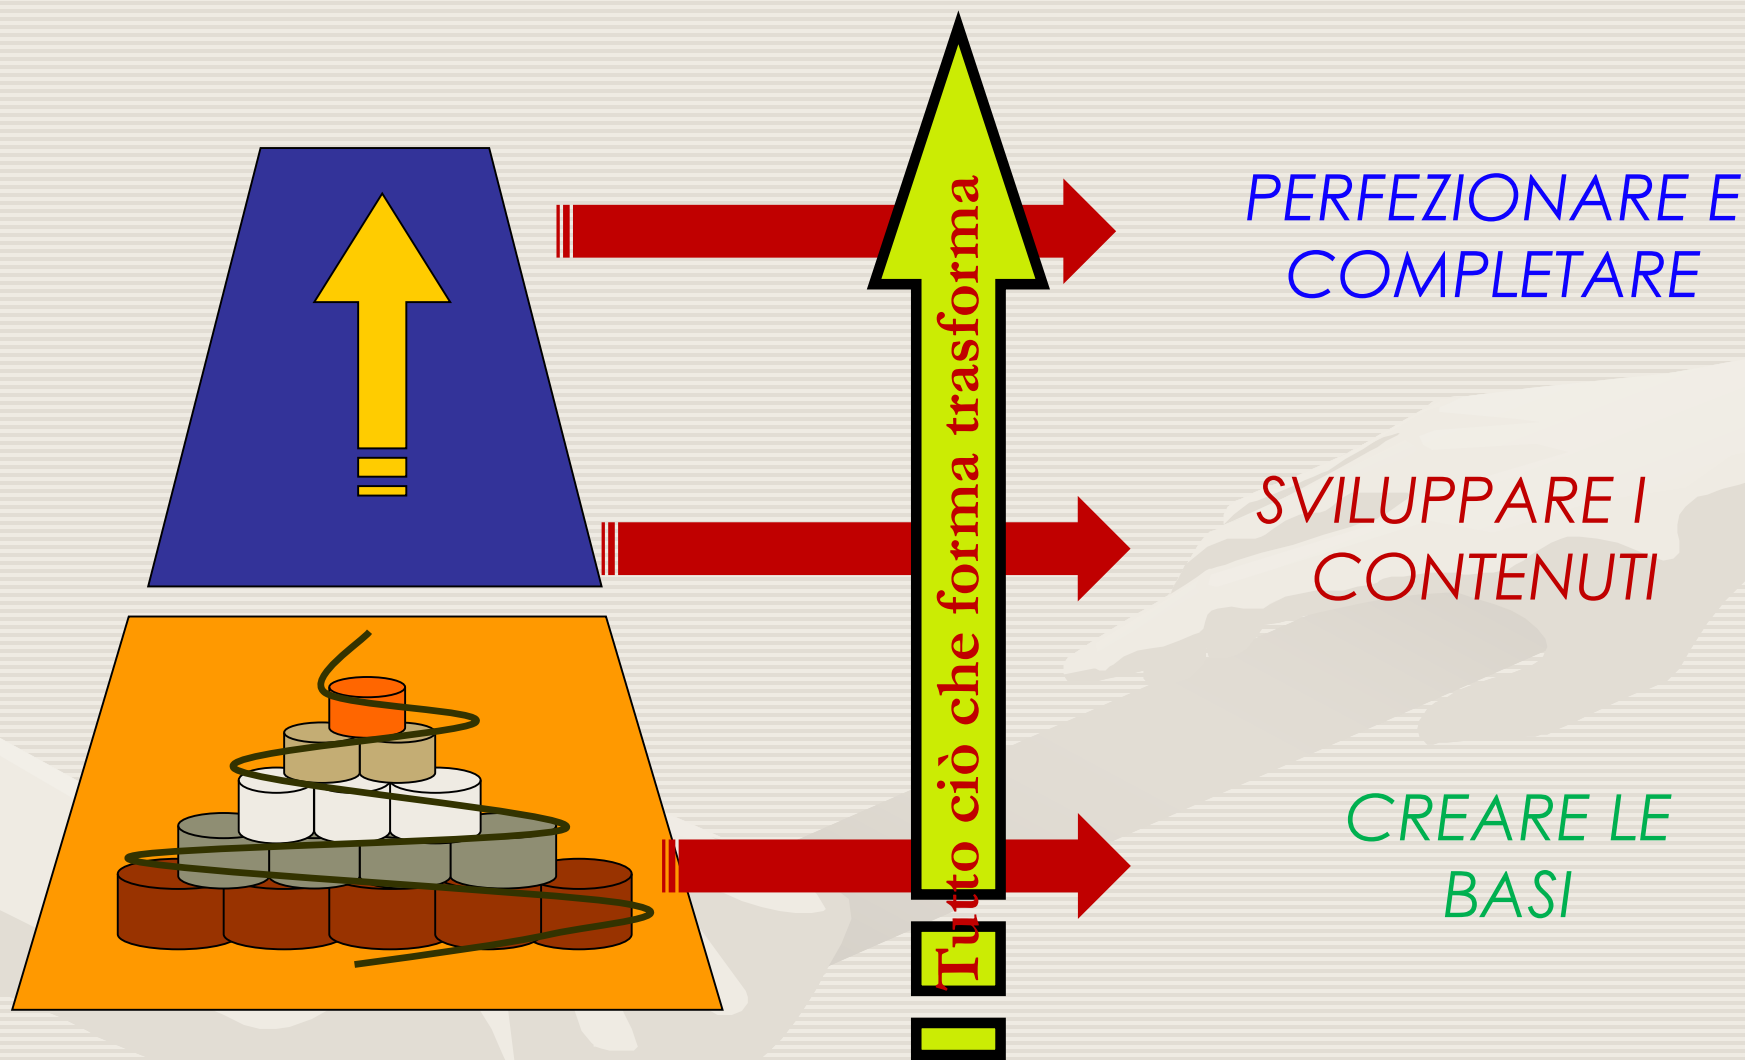 PERFEZIONARE E
COMPLETARE
Tutto ciò che forma trasforma
SVILUPPARE I
CONTENUTI
CREARE LE
BASI